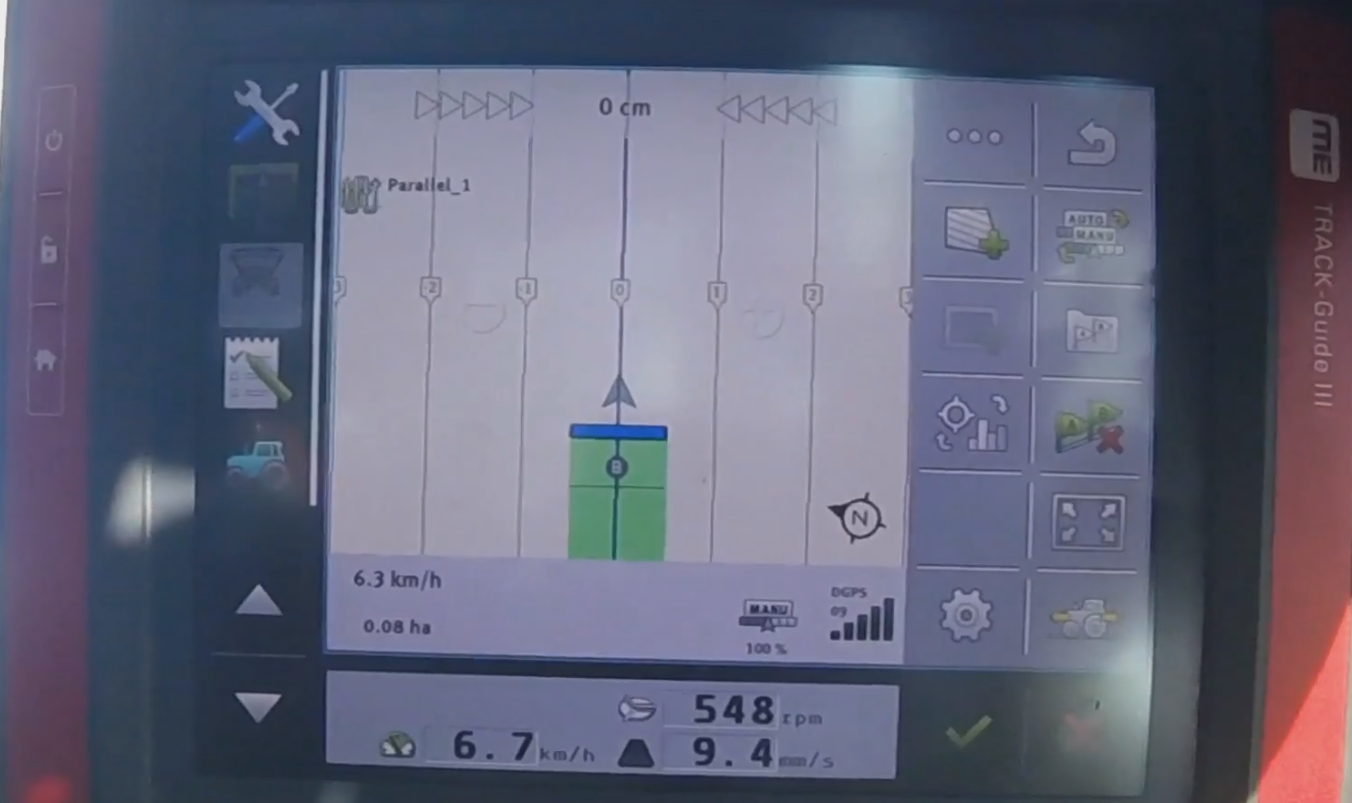 0 cm
Parallel_1
-2
-1
0
1
2
B
N
6.3 km/h
0.08 ha
MANU
100 %
DGPS
09
AUTO
MANU
548 rpm
6.7 km/h
9.4 mm/s
ME
TRACK-Guide III